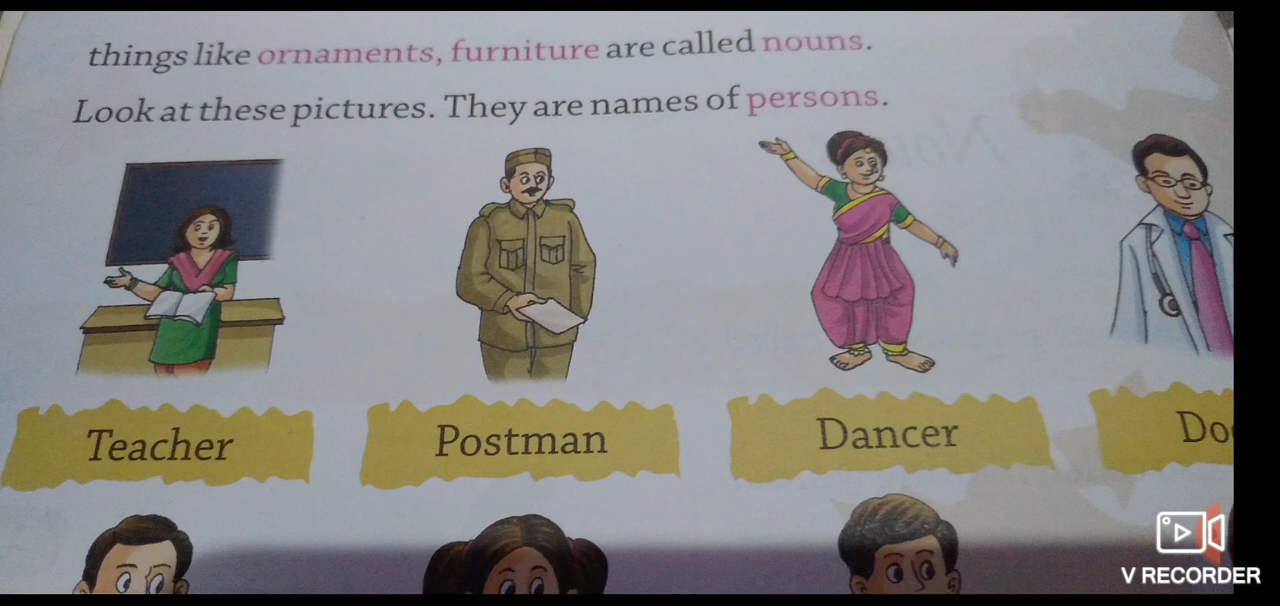 things like ornaments, furniture are called nouns.
Look at these pictures. They are names of persons.
Teacher
Postman
Dancer
Do
V RECORDER